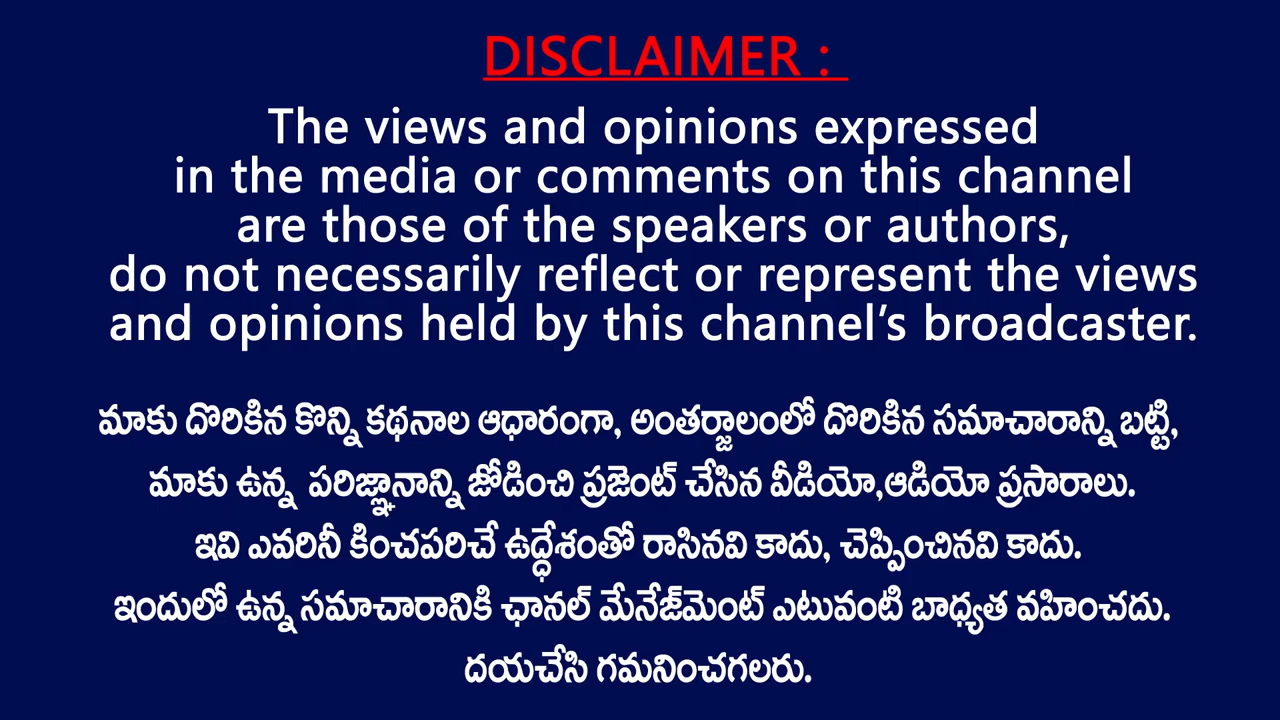 DISCLAIMER :
The views and opinions expressed
in the media or comments on this channel
are those of the speakers or authors,
do not necessarily reflect or represent the views
and opinions held by this channel’s broadcaster.
మాకు దొరికిన కొన్ని కథనాల ఆధారంగా, అంతర్జాలంలో దొరికిన సమాచారాన్ని బట్టి,
మాకు ఉన్న పరిజ్ఞానాన్ని జోడించి ప్రజెంట్ చేసిన వీడియో,ఆడియో ప్రసారాలు.
ఇవి ఎవరినీ కించపరిచే ఉద్ధేశంతో రాసినవి కాదు, చెప్పించినవి కాదు.
ఇందులో ఉన్న సమాచారానికి ఛానల్ మేనేజ్‌మెంట్ ఎటువంటి బాధ్యత వహించదు.
దయచేసి గమనించగలరు.